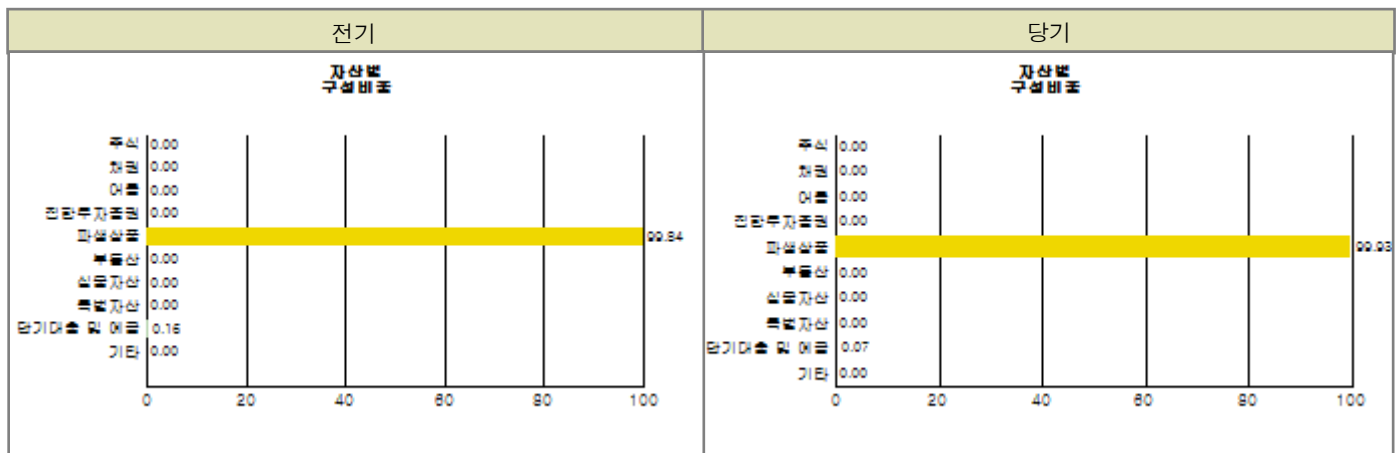 전기
당기
자산별
구성비중
주식 0.00
채권 0.00
어음 0.00
집합투자증권 0.00
파생상품 99.84
부동산 0.00
실물자산 0.00
특별자산 0.00
단기대출 및 예금 0.16
기타 0.00
0 20 40 60 80 100
자산별
구성비중
주식 0.00
채권 0.00
어음 0.00
집합투자증권 0.00
파생상품 99.93
부동산 0.00
실물자산 0.00
특별자산 0.00
단기대출 및 예금 0.07
기타 0.00
0 20 40 60 80 100